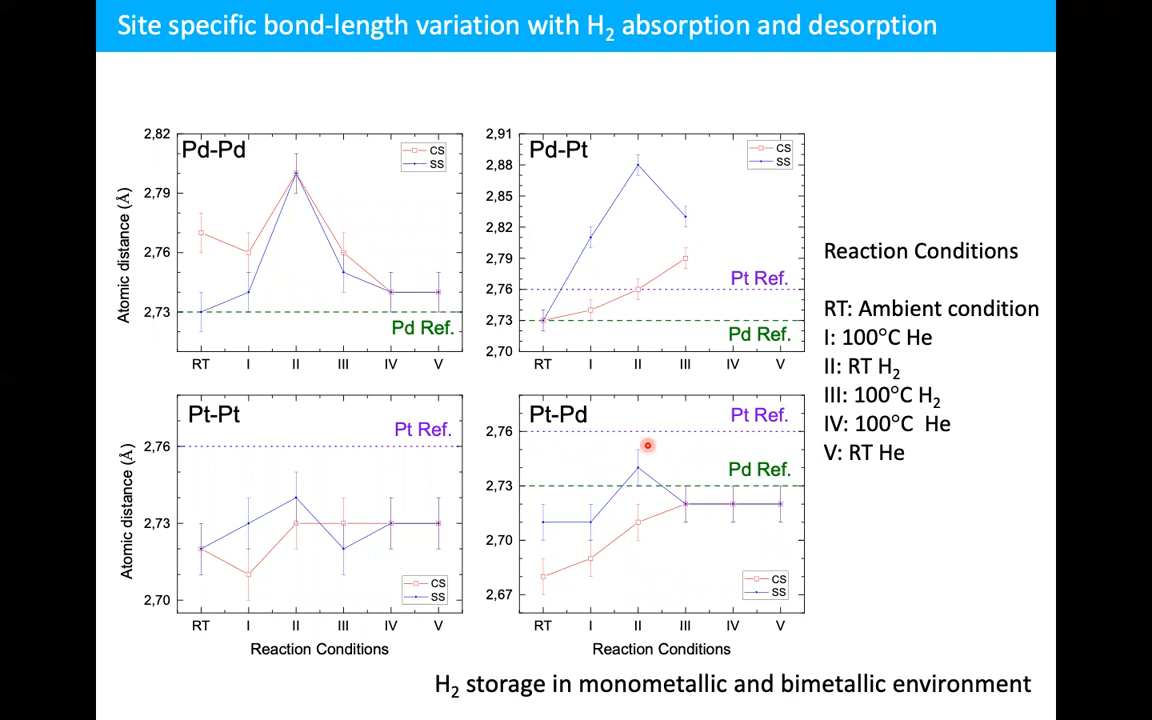 Site specific bond-length variation with H₂ absorption and desorption
2,82
2,79
2,76
2,73
Atomic distance (Å)
Pd-Pd
CS
SS
Pd Ref.
RT I II III IV V
2,91
2,88
2,85
2,82
2,79
2,76
2,73
2,70
Pd-Pt
CS
SS
Pt Ref.
Pd Ref.
RT I II III IV V
2,76
2,73
2,70
Atomic distance (Å)
Pt-Pt
Pt Ref.
CS
SS
RT I II III IV V
Reaction Conditions
2,76
2,73
2,70
2,67
Pt-Pd
Pt Ref.
Pd Ref.
CS
SS
RT I II III IV V
Reaction Conditions
Reaction Conditions
RT: Ambient condition
I: 100°C He
II: RT H₂
III: 100°C H₂
IV: 100°C He
V: RT He
H₂ storage in monometallic and bimetallic environment